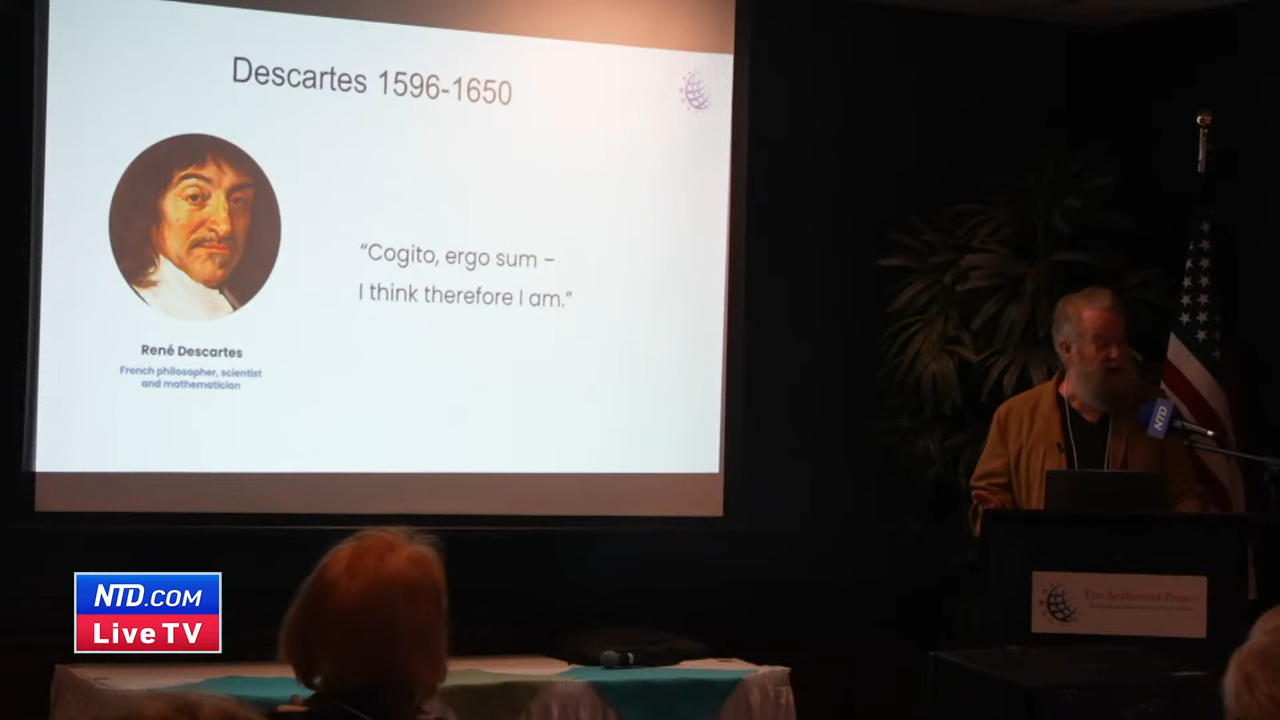 Descartes 1596-1650
“Cogito, ergo sum –
I think therefore I am.”
René Descartes
French philosopher, scientist
and mathematician
NTD
The Sentinel Project
NTD.COM
Live TV